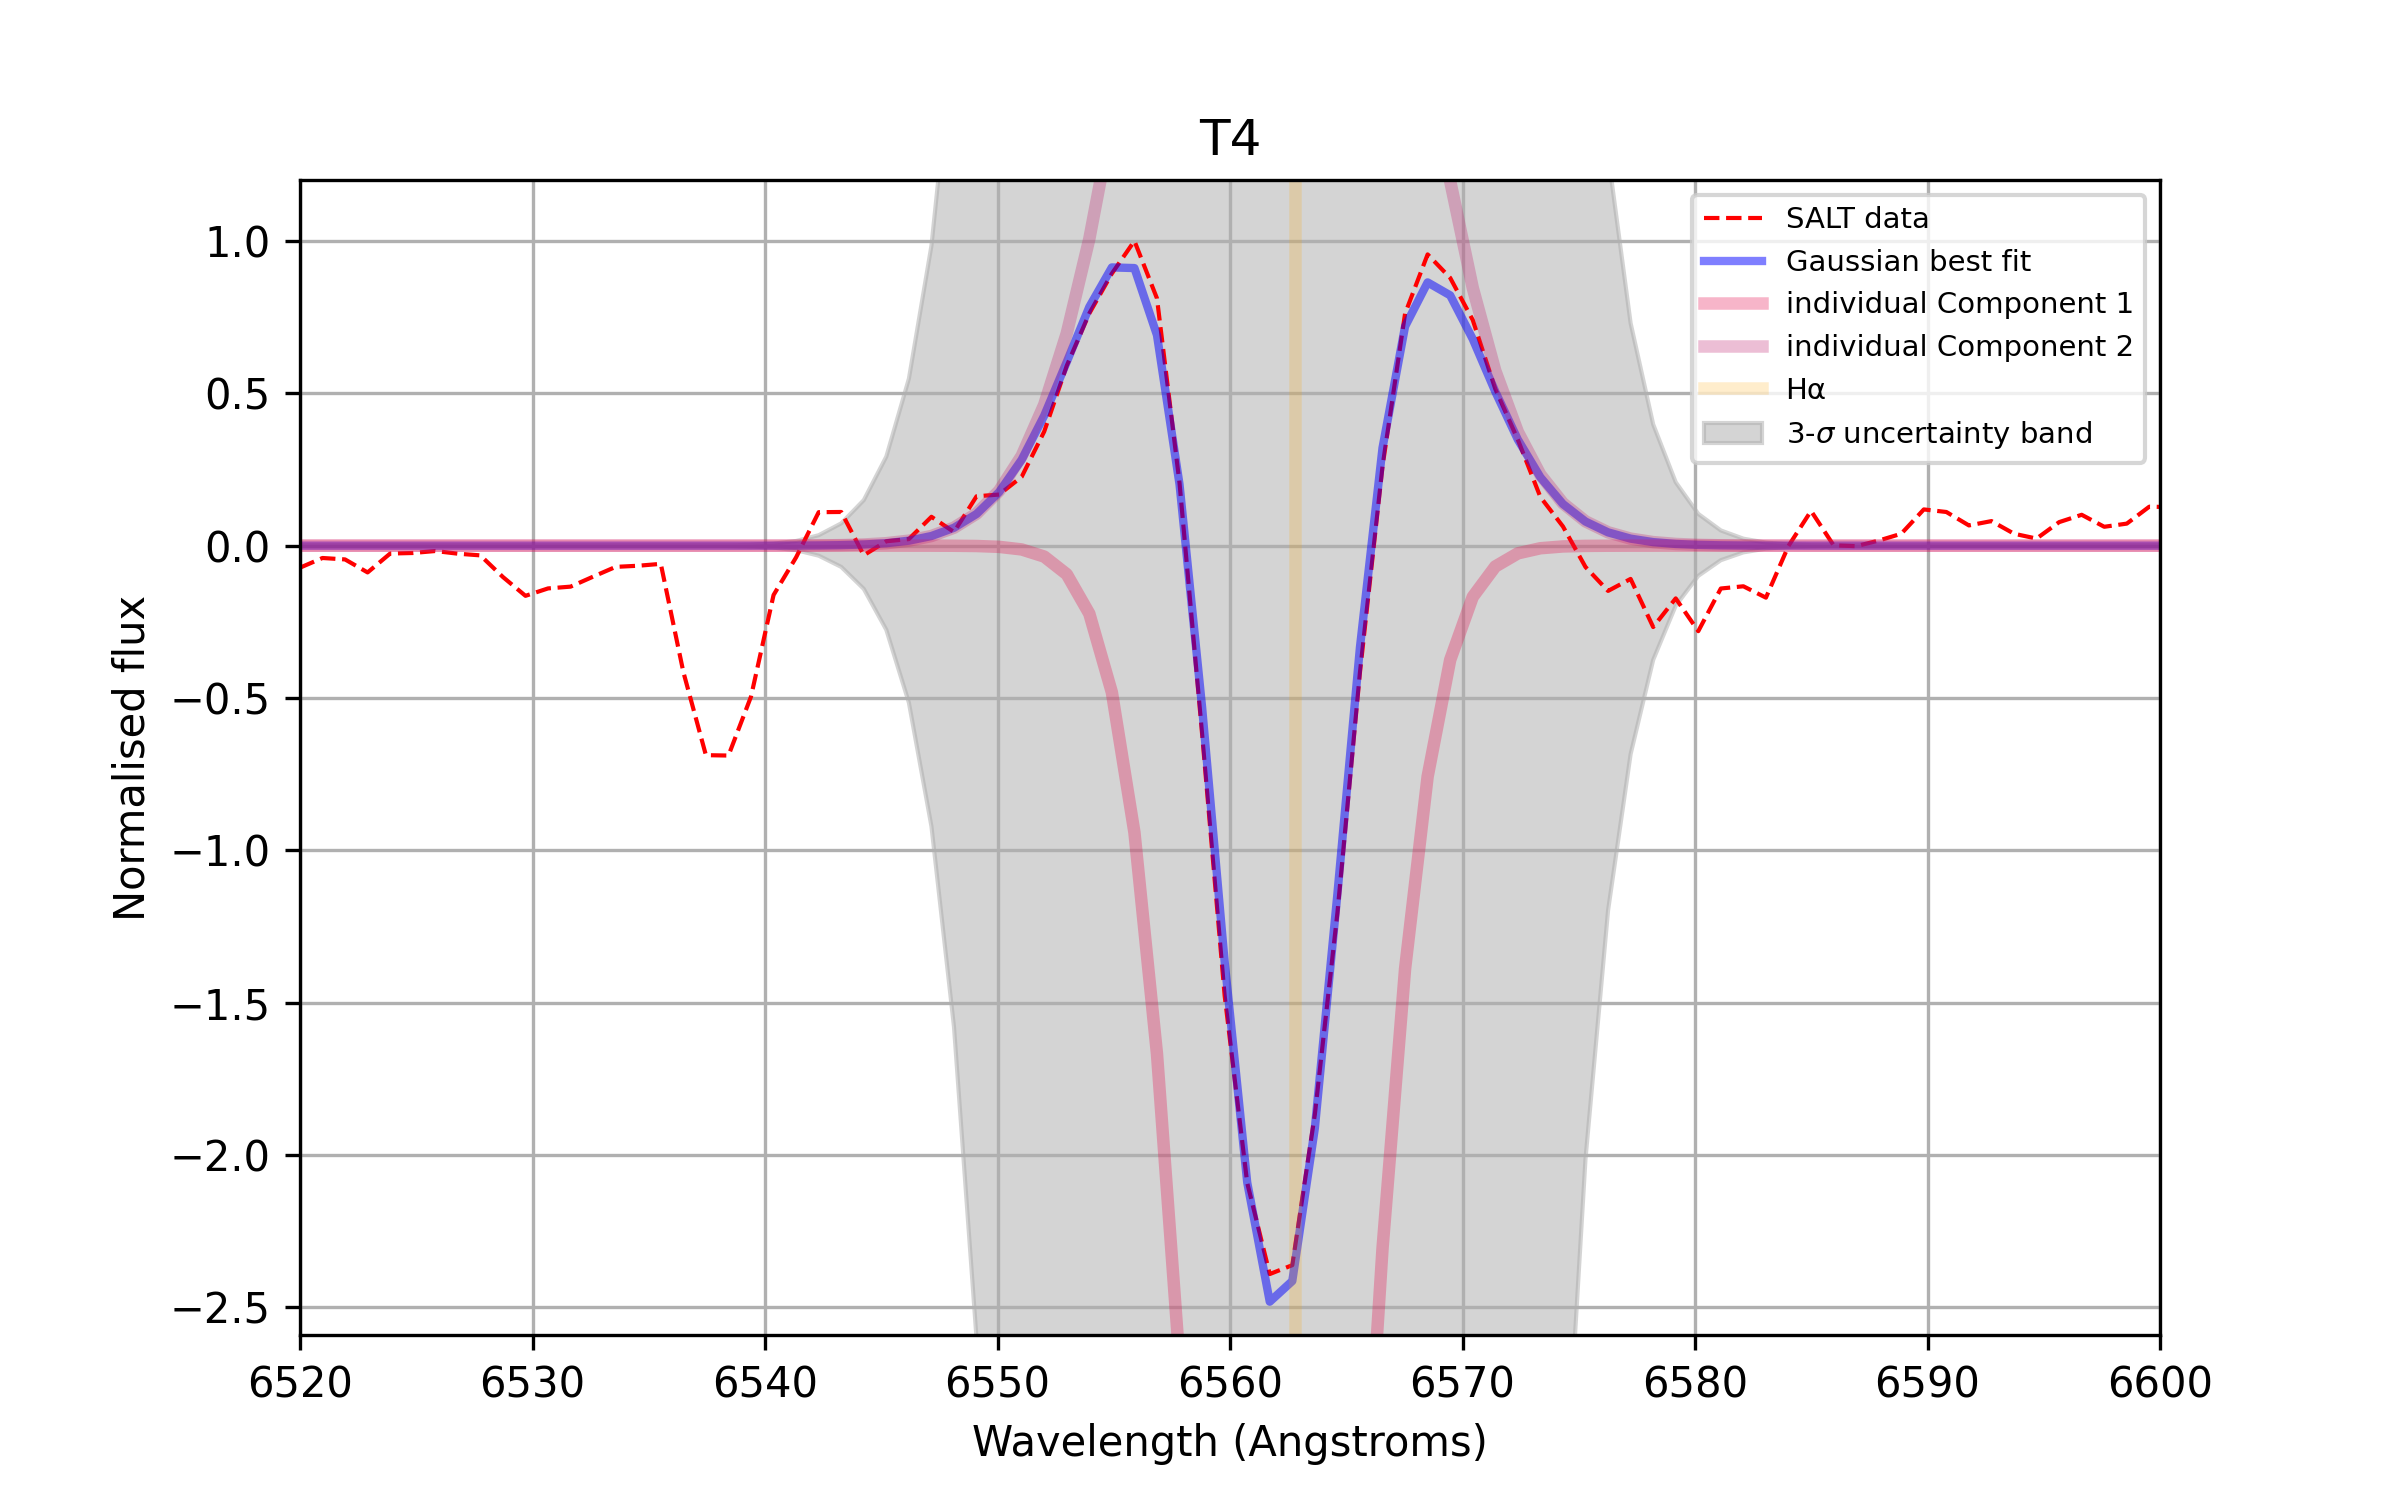 T4
1.0
0.5
0.0
−0.5
−1.0
−1.5
−2.0
−2.5
Normalised flux
SALT data
Gaussian best fit
individual Component 1
individual Component 2
Hα
3-σ uncertainty band
6520 6530 6540 6550 6560 6570 6580 6590 6600
Wavelength (Angstroms)